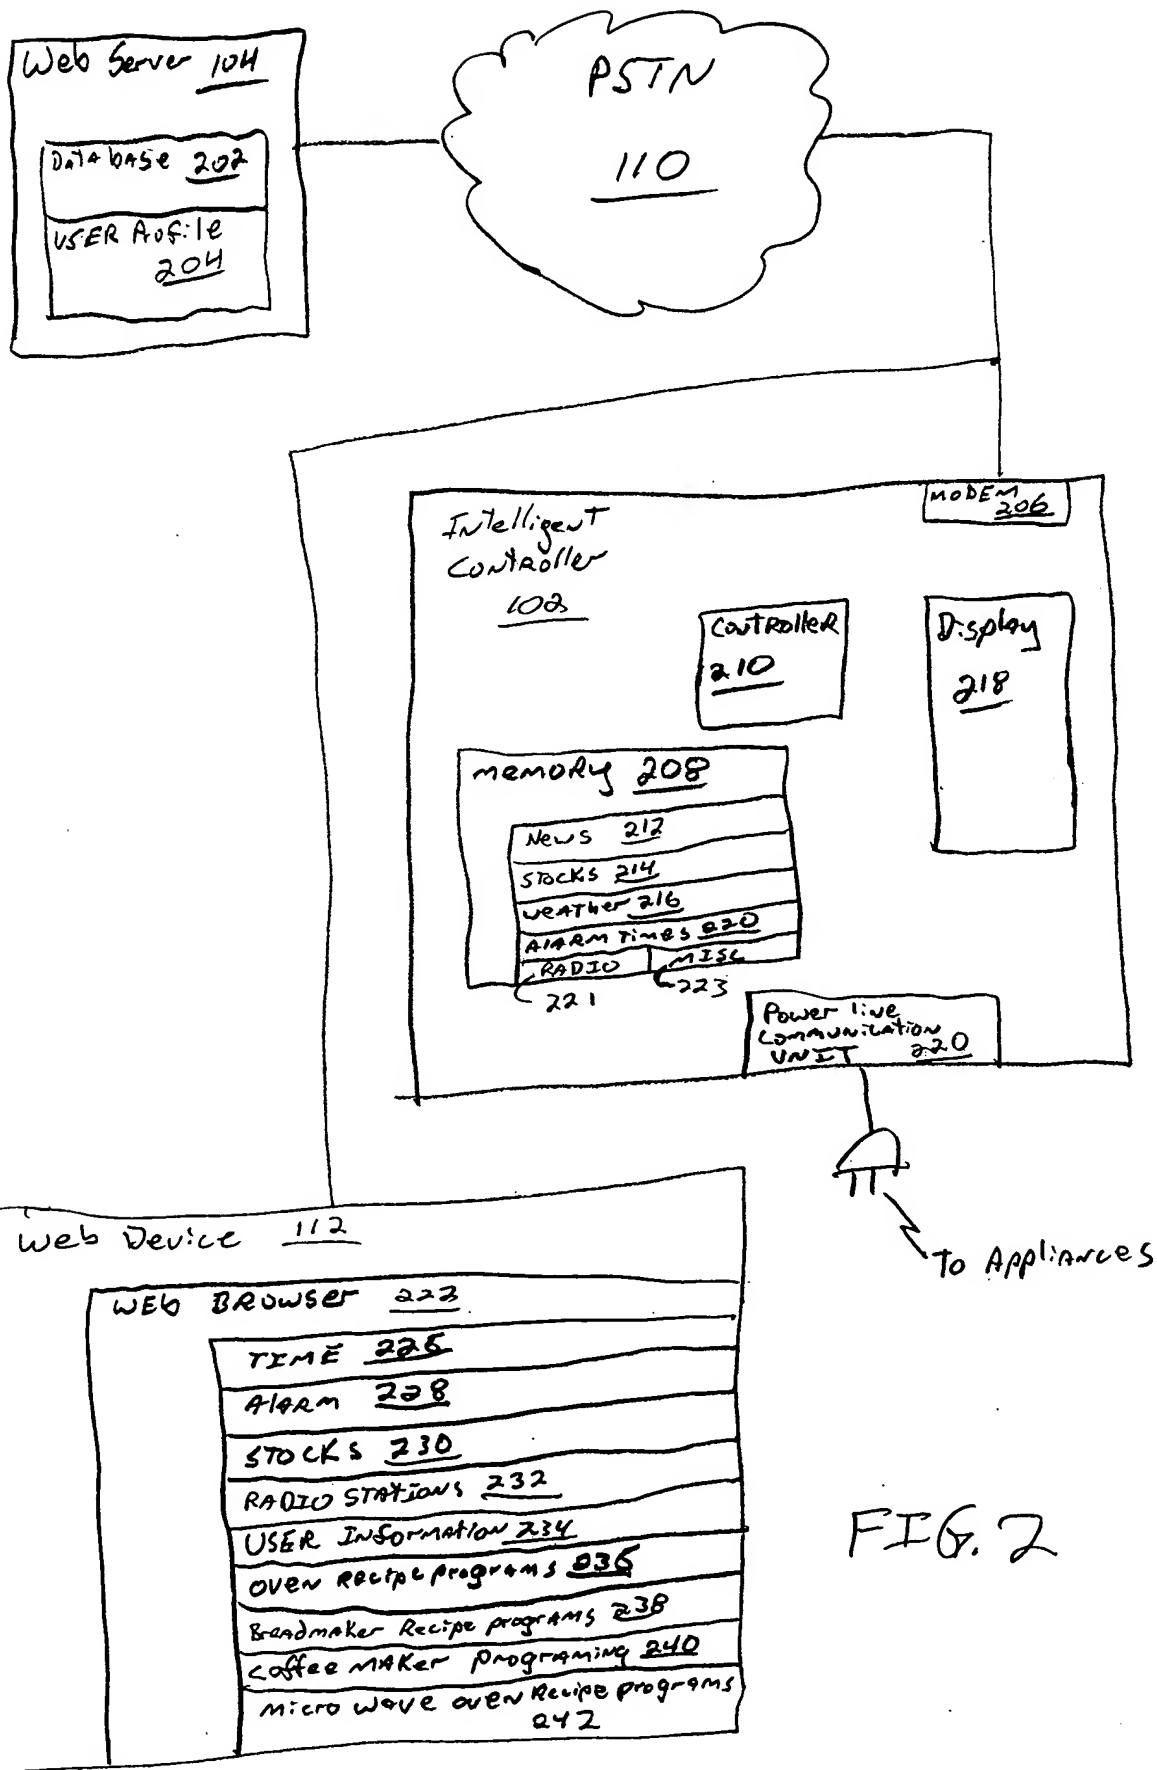 Web Server 104
Database 202
USER Profile
204
PSTN
110
Intelligent
Controller
102
MODEM
206
Controller
210
Display
218
Memory 208
News 212
STOCKS 214
Weather 216
Alarm Times 220
RADIO
MISC
221
223
Power line
Communication
UNIT 220
To Appliances
Web Device 112
WEB BROWSER 222
TIME 226
Alarm 228
STOCKS 230
RADIO STATIONS 232
USER Information 234
Oven Recipe programs 236
Breadmaker Recipe programs 238
Coffee Maker Programing 240
Micro wave oven Recipe programs
242
FIG. 2